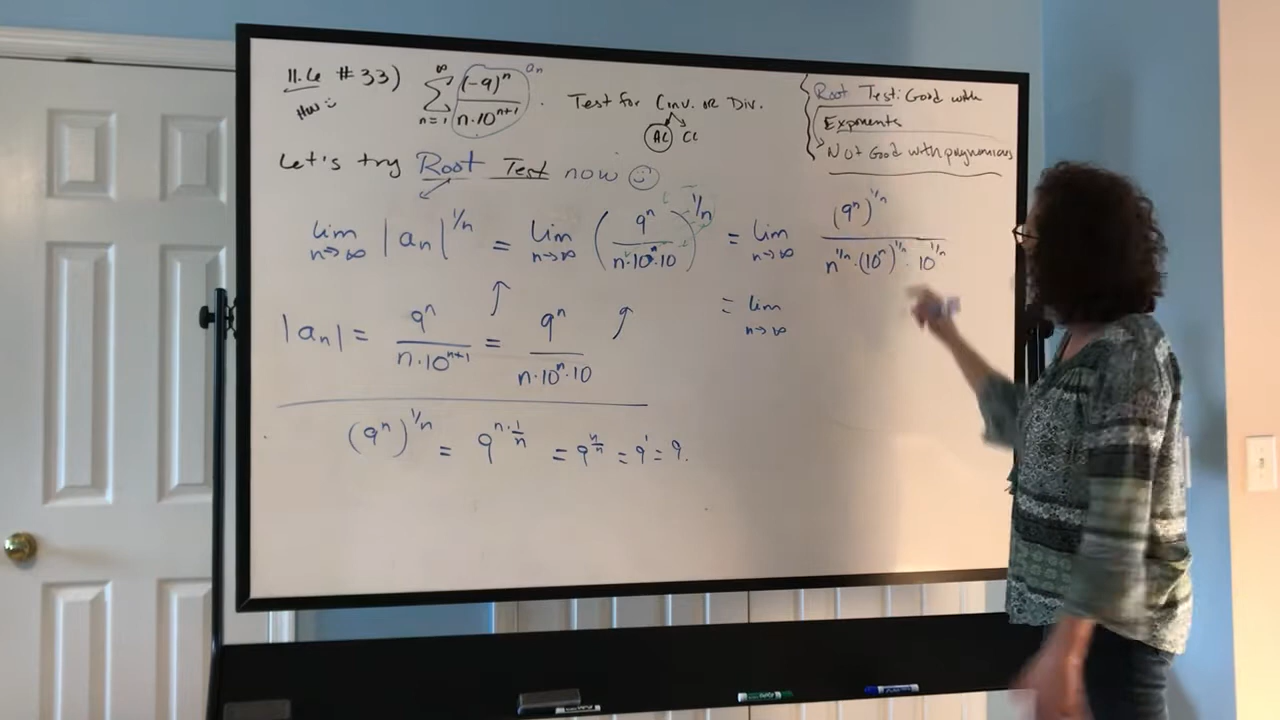 11.6 #33) ∞ Σ n=1 (-9)^n / n·10^(n+1) . a_n Test for Conv. or Div.
HW ☺ AC CC
Root Test: Good with
Exponents
Not Good with polynomials
Let's try Root Test now ☺
lim n→∞ |a_n|^(1/n) = lim n→∞ ( 9^n / n·10^n·10 )^(1/n) = lim n→∞ (9^n)^(1/n) / n^(1/n)·(10^n)^(1/n)·10^(1/n)
= lim n→∞
|a_n| = 9^n / n·10^(n+1) = 9^n / n·10^n·10
(9^n)^(1/n) = 9^(n·1/n) = 9^(n/n) = 9^1 = 9.